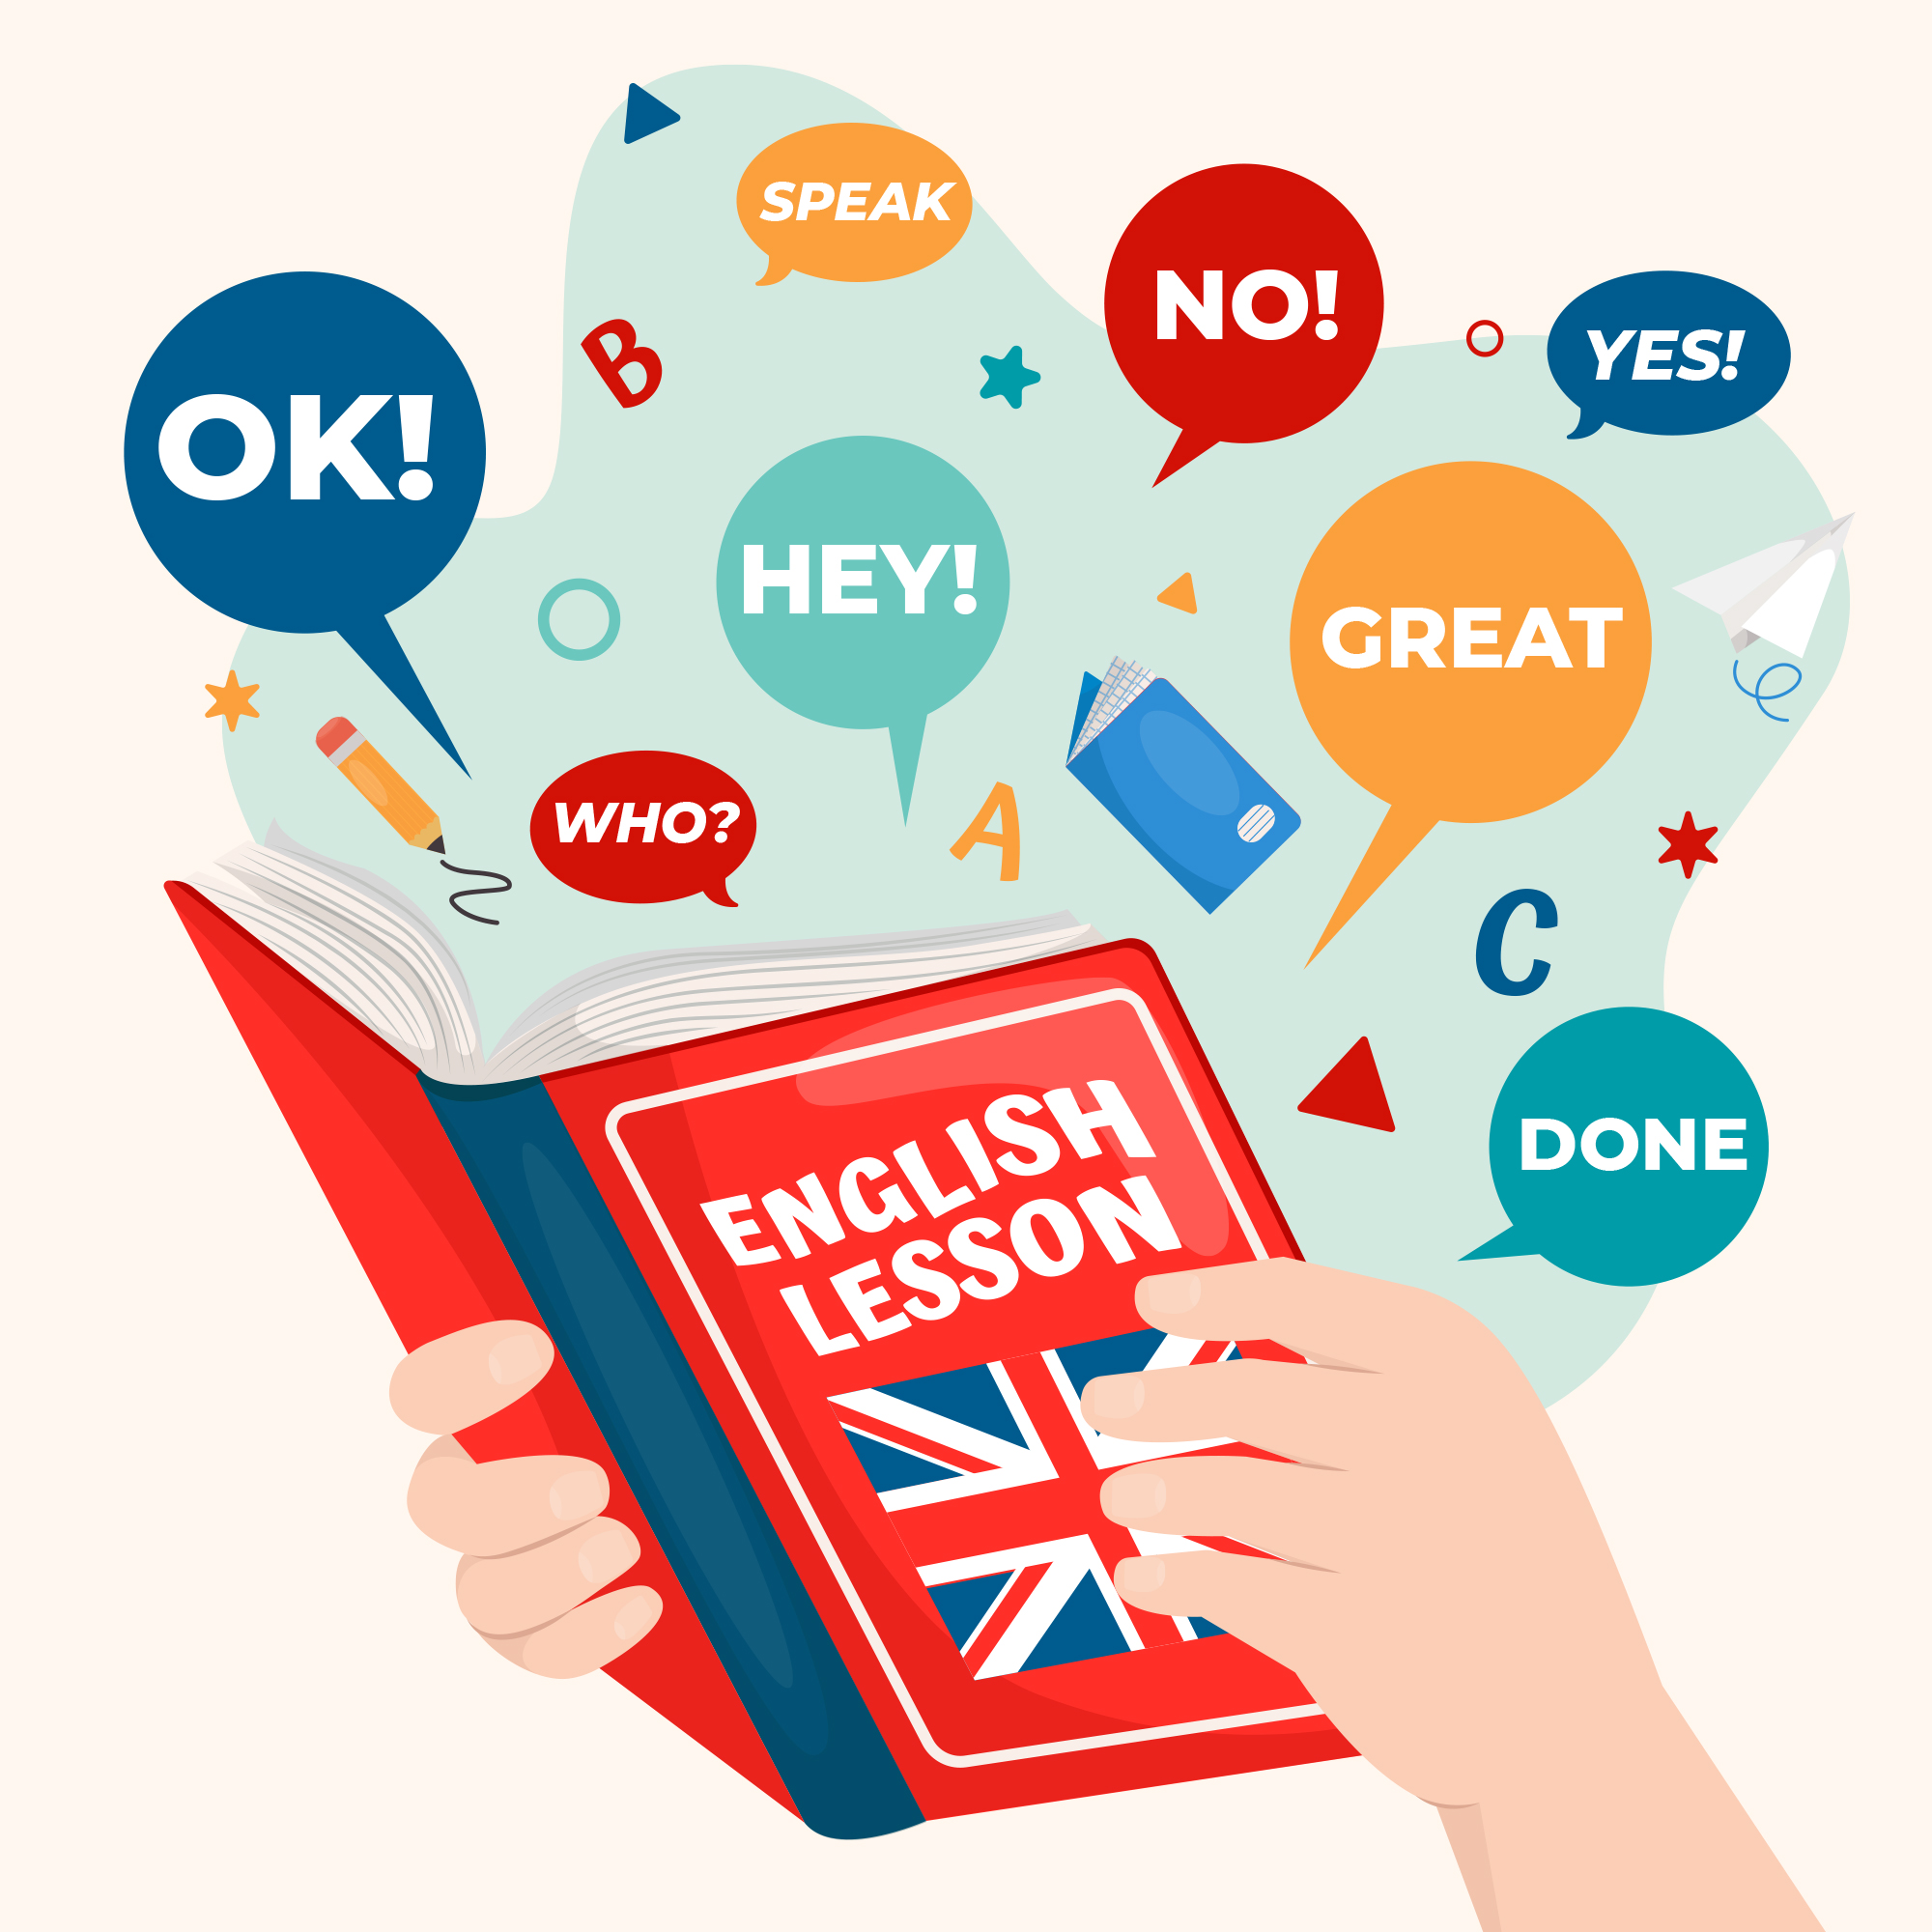 SPEAK
NO!
YES!
OK!
B
HEY!
GREAT
WHO?
A
C
DONE
ENGLISH
LESSON